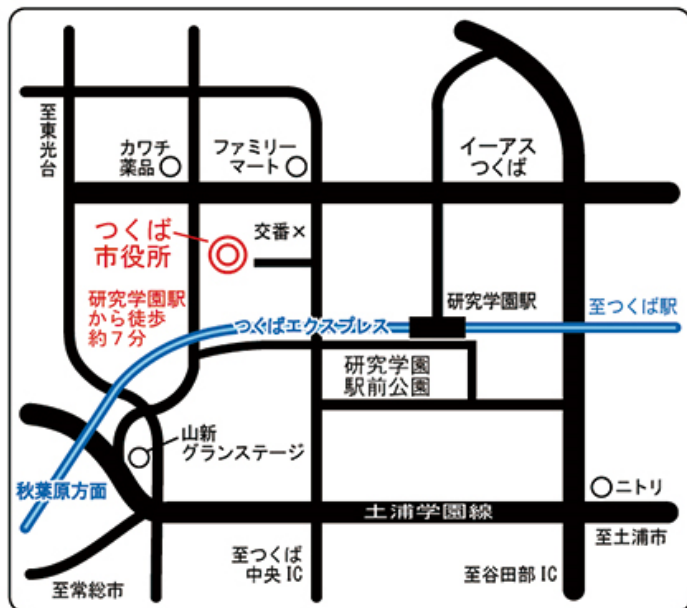 至東光台
カワチ
薬品
ファミリー
マート
イーアス
つくば
つくば
市役所
交番
研究学園駅
から徒歩
約７分
研究学園駅
至つくば駅
つくばエクスプレス
研究学園
駅前公園
山新
グランステージ
秋葉原方面
ニトリ
土浦学園線
至土浦市
至つくば
中央IC
至谷田部IC
至常総市